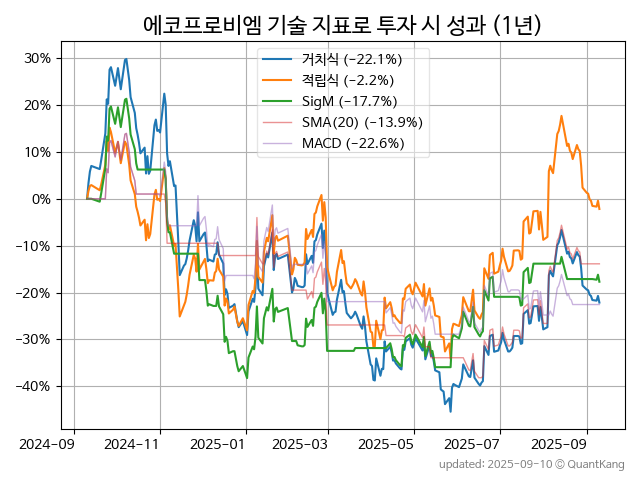 에코프로비엠 기술 지표로 투자 시 성과 (1년)
거치식 (−22.1%)
적립식 (−2.2%)
SigM (−17.7%)
SMA(20) (−13.9%)
MACD (−22.6%)
30%
20%
10%
0%
−10%
−20%
−30%
−40%
2024-09 2024-11 2025-01 2025-03 2025-05 2025-07 2025-09
updated: 2025-09-10 © QuantKang